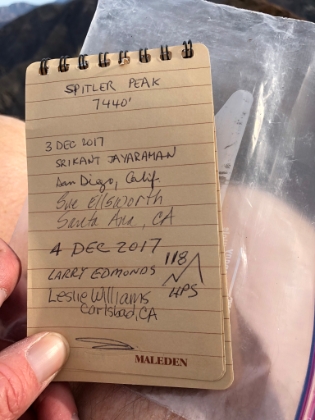 SPITLER PEAK
7440'
3 DEC 2017
SRIKANT JAYARAMAN
San Diego, Calif.
Sue Ellsworth
Santa Ana, CA
4 DEC 2017
LARRY EDMONDS 118
Leslie Williams HPS
Carlsbad, CA
MALEDEN